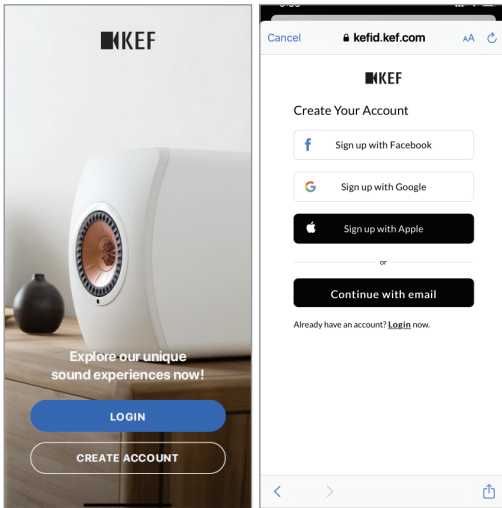 KEF
Explore our unique
sound experiences now!
LOGIN
CREATE ACCOUNT
Cancel
kefid.kef.com
AA
KEF
Create Your Account
Sign up with Facebook
Sign up with Google
Sign up with Apple
or
Continue with email
Already have an account? Login now.